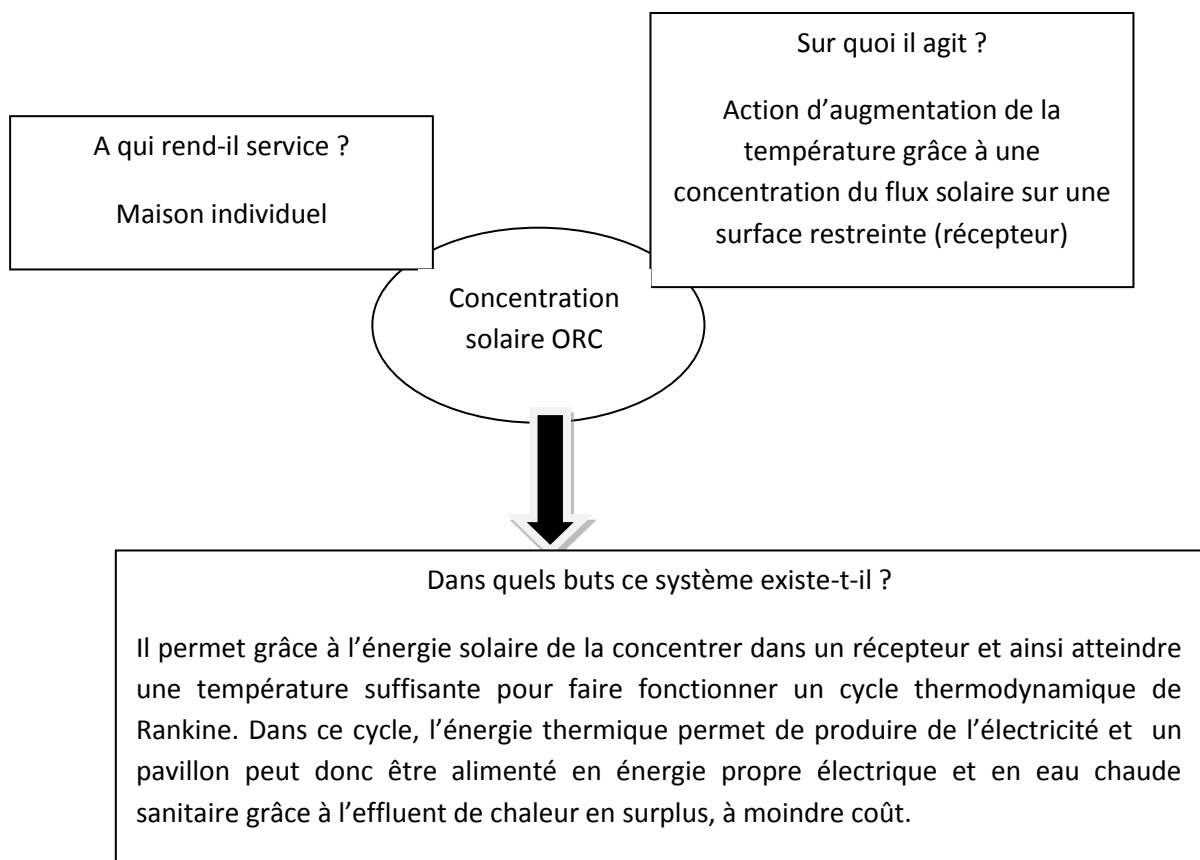 A qui rend-il service ?
Maison individuel
Sur quoi il agit ?
Action d’augmentation de la
température grâce à une
concentration du flux solaire sur une
surface restreinte (récepteur)
Concentration
solaire ORC
Dans quels buts ce système existe-t-il ?
Il permet grâce à l’énergie solaire de la concentrer dans un récepteur et ainsi atteindre
une température suffisante pour faire fonctionner un cycle thermodynamique de
Rankine. Dans ce cycle, l’énergie thermique permet de produire de l’électricité et un
pavillon peut donc être alimenté en énergie propre électrique et en eau chaude
sanitaire grâce à l’effluent de chaleur en surplus, à moindre coût.